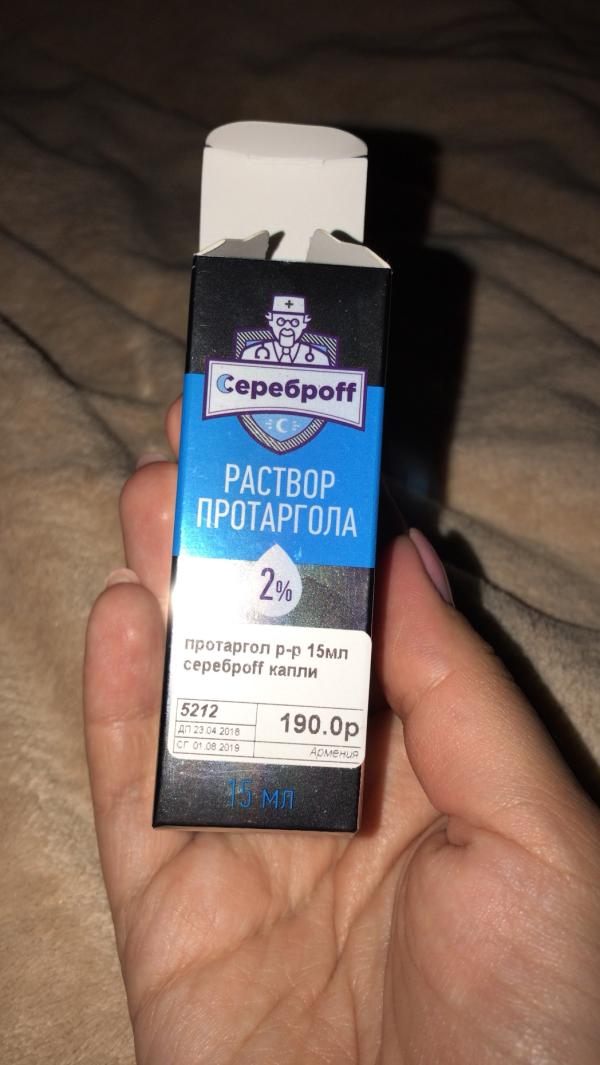 Сереброff
РАСТВОР
ПРОТАРГОЛА
2%
протаргол р-р 15мл
сереброff капли
5212
190.0р
ДП 23.04.2018
СГ 01.08.2019
Армения
15 мл